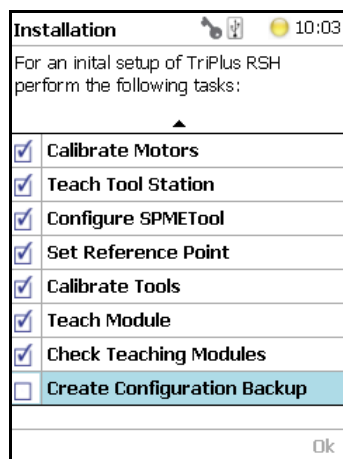 Installation 10:03
For an inital setup of TriPlus RSH
perform the following tasks:
Calibrate Motors
Teach Tool Station
Configure SPMETool
Set Reference Point
Calibrate Tools
Teach Module
Check Teaching Modules
Create Configuration Backup
Ok